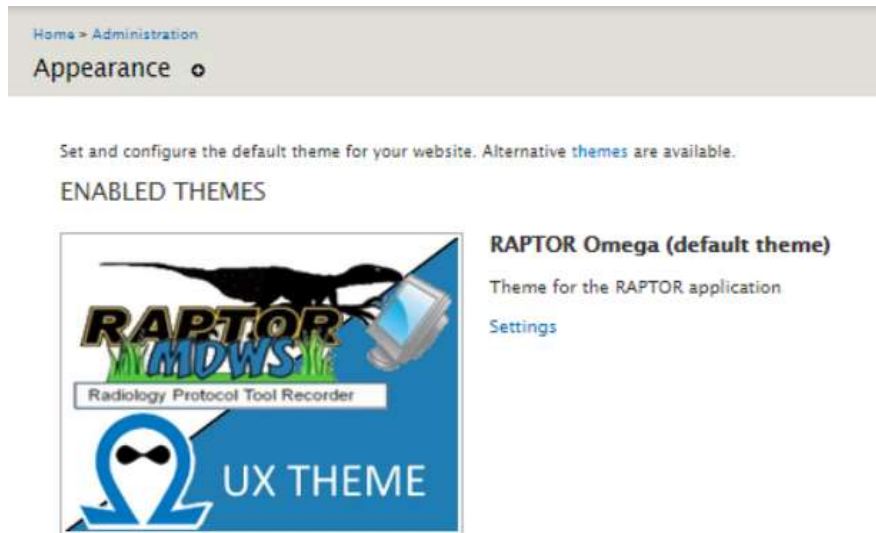 Home » Administration
Appearance
Set and configure the default theme for your website. Alternative themes are available.
ENABLED THEMES
RAPTOR
MDWS
Radiology Protocol Tool Recorder
UX THEME
RAPTOR Omega (default theme)
Theme for the RAPTOR application
Settings